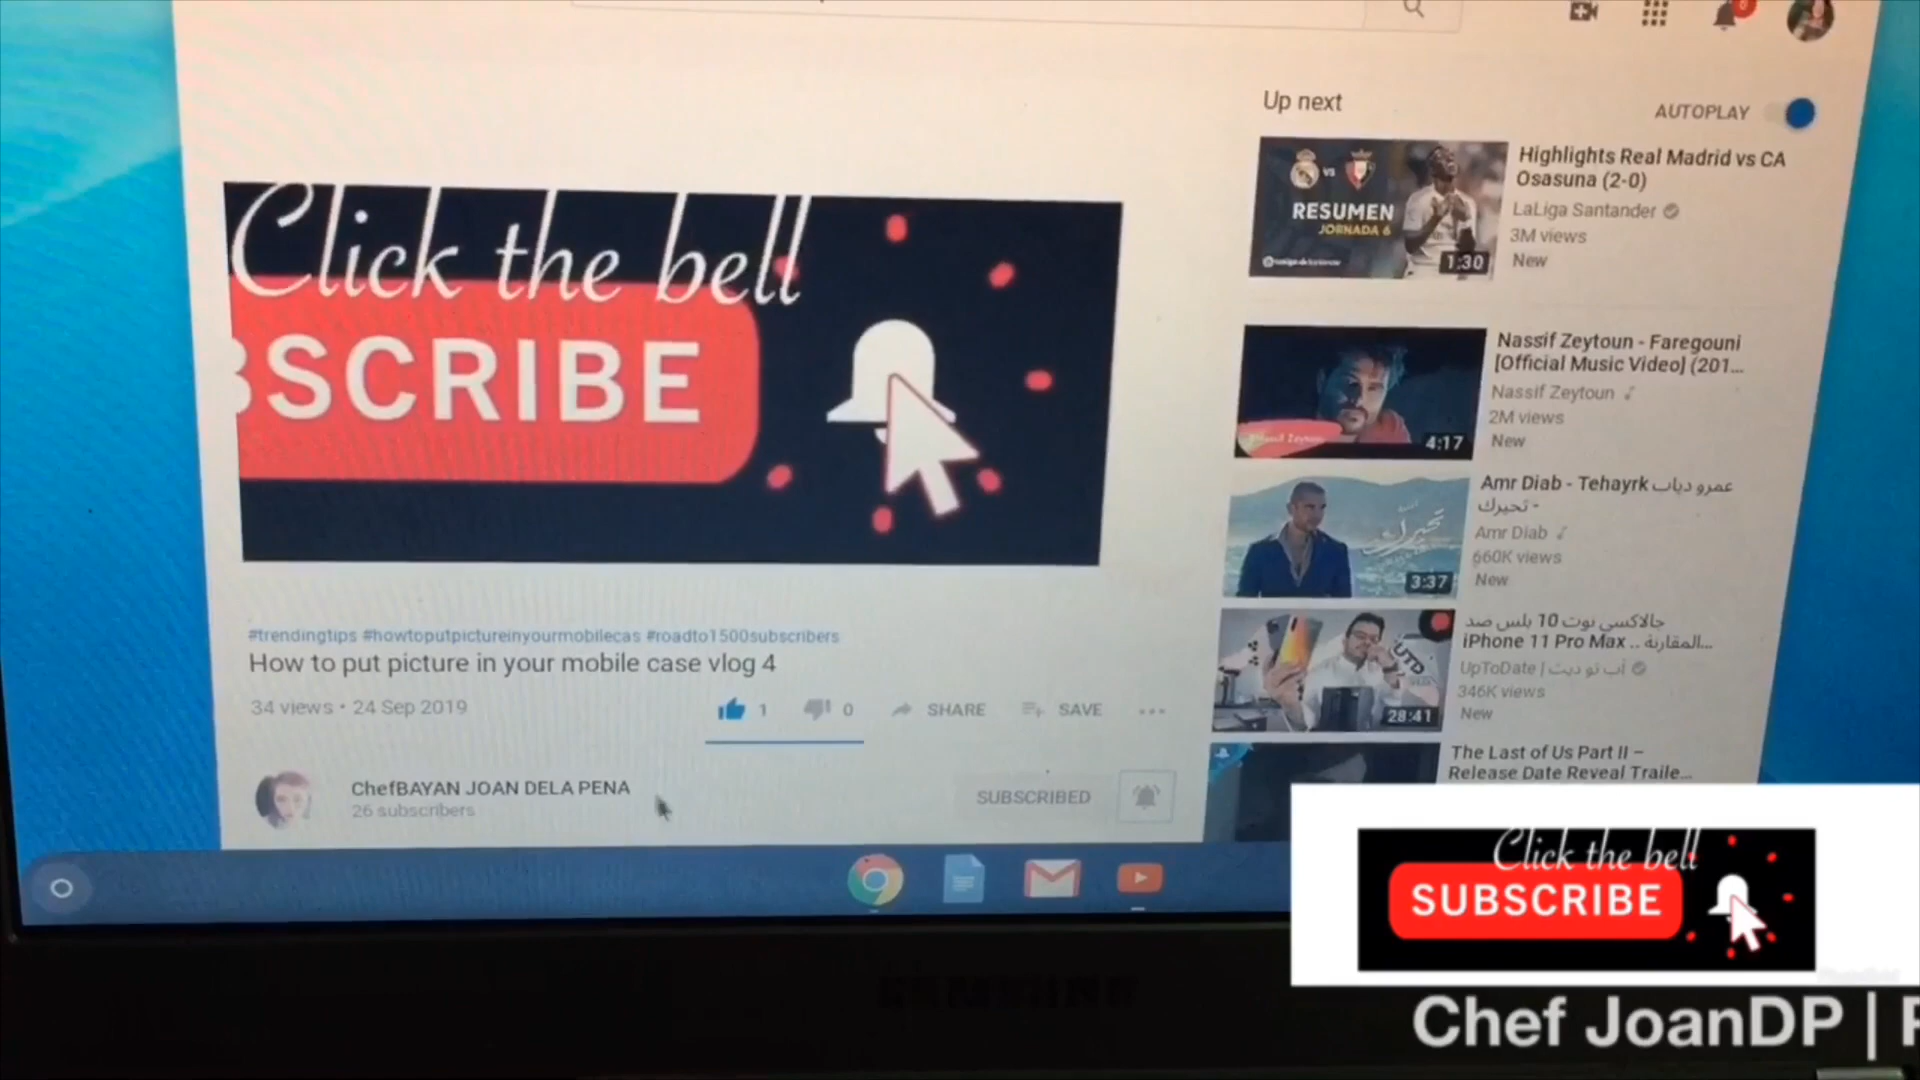 0
Up next
AUTOPLAY
Click the bell
BSCRIBE
VS
RESUMEN
JORNADA 6
1:30
Highlights Real Madrid vs CA
Osasuna (2-0)
LaLiga Santander
3M views
New
4:17
Nassif Zeytoun - Faregouni
[Official Music Video] (201...
Nassif Zeytoun
2M views
New
تحيرك
3:37
Amr Diab - Tehayrk عمرو دياب
- تحيرك
Amr Diab
660K views
New
UTD
28:41
جالاكسي نوت 10 بلس ضد
iPhone 11 Pro Max .. المقارنة...
UpToDate | أب تو ديت
346K views
New
The Last of Us Part II –
Release Date Reveal Traile...
#trendingtips #howtoputpictureinyourmobilecas #roadto1500subscribers
How to put picture in your mobile case vlog 4
34 views • 24 Sep 2019
1
0
SHARE
SAVE
ChefBAYAN JOAN DELA PENA
26 subscribers
SUBSCRIBED
Click the bell
SUBSCRIBE
SAMSUNG
Chef JoanDP |